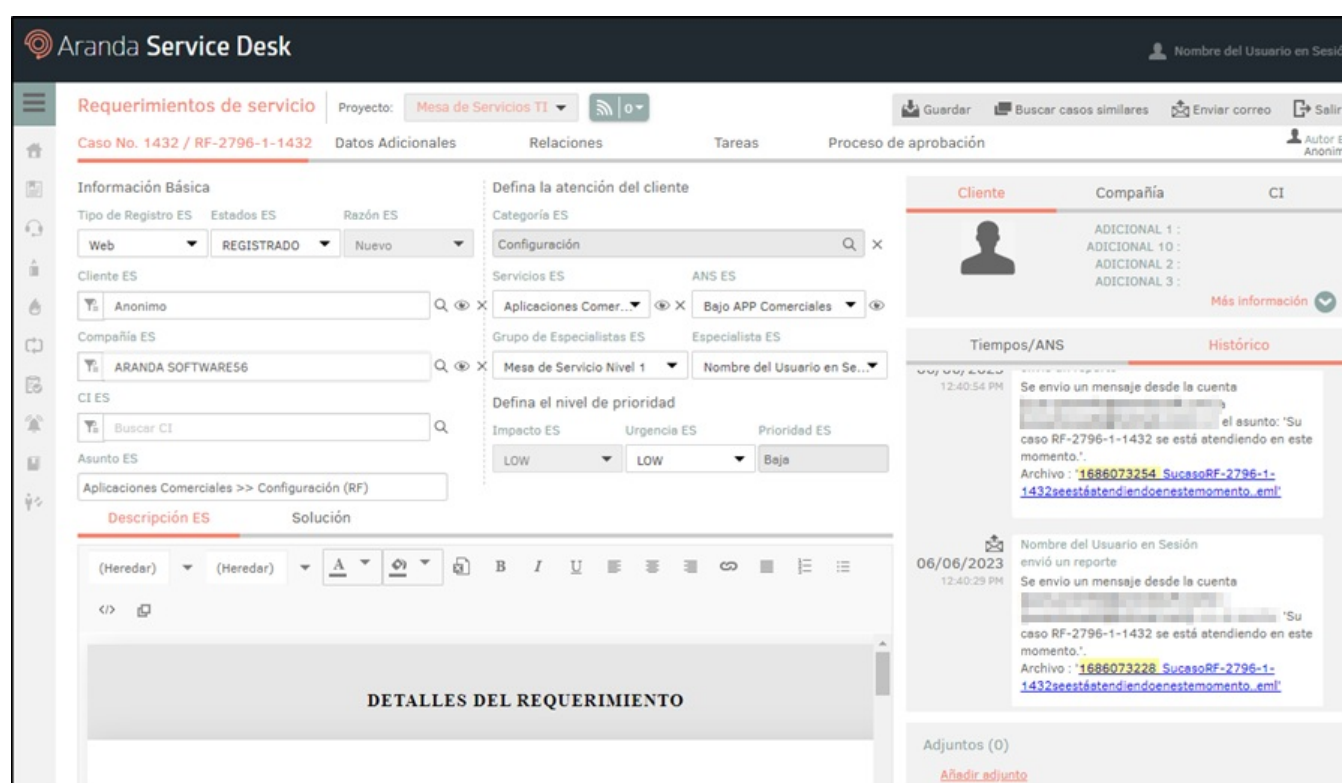 Aranda Service Desk
Nombre del Usuario en Sesió
Requerimientos de servicio
Proyecto:
Mesa de Servicios TI
0
Guardar
Buscar casos similares
Enviar correo
Salir
Caso No. 1432 / RF-2796-1-1432
Datos Adicionales
Relaciones
Tareas
Proceso de aprobación
Autor E
Anonim
Información Básica
Tipo de Registro ES
Estados ES
Razón ES
Web
REGISTRADO
Nuevo
Cliente ES
Anonimo
Compañía ES
ARANDA SOFTWARE56
CI ES
Buscar CI
Asunto ES
Aplicaciones Comerciales >> Configuración (RF)
Defina la atención del cliente
Categoría ES
Configuración
Servicios ES
ANS ES
Aplicaciones Comer...
Bajo APP Comerciales
Grupo de Especialistas ES
Especialista ES
Mesa de Servicio Nivel 1
Nombre del Usuario en Se...
Defina el nivel de prioridad
Impacto ES
Urgencia ES
Prioridad ES
LOW
LOW
Baja
Descripción ES
Solución
(Heredar)
(Heredar)
A
B
I
U
DETALLES DEL REQUERIMIENTO
Cliente
Compañía
CI
ADICIONAL 1 :
ADICIONAL 10 :
ADICIONAL 2 :
ADICIONAL 3 :
Más información
Tiempos/ANS
Histórico
06/06/2023
envió un reporte
12:40:54 PM
Se envio un mensaje desde la cuenta
el asunto: 'Su
caso RF-2796-1-1432 se está atendiendo en este
momento.'.
Archivo : '1686073254_SucasoRF-2796-1-
1432seestáatendiendoenestemomento..eml'
Nombre del Usuario en Sesión
06/06/2023
envió un reporte
12:40:29 PM
Se envio un mensaje desde la cuenta
'Su
caso RF-2796-1-1432 se está atendiendo en este
momento.'.
Archivo : '1686073228_SucasoRF-2796-1-
1432seestáatendiendoenestemomento..eml'
Adjuntos (0)
Añadir adjunto